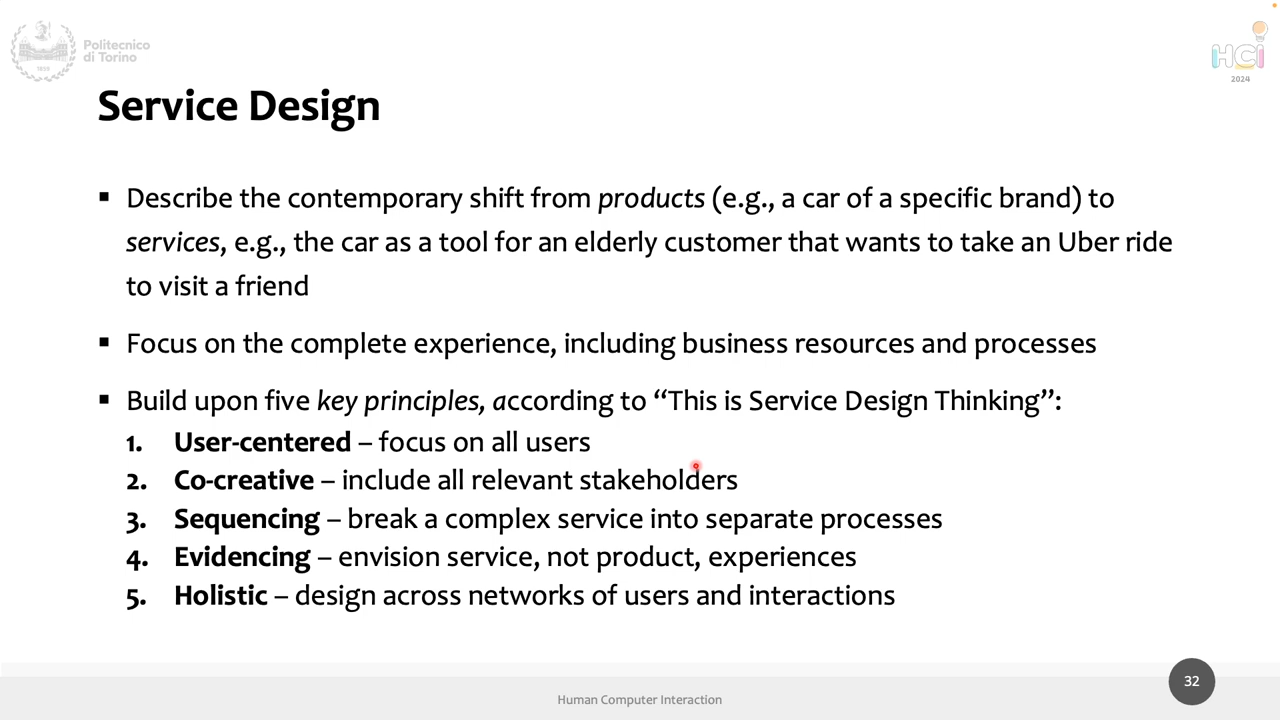 Politecnico
di Torino
1859
HCI
2024
Service Design
▪ Describe the contemporary shift from products (e.g., a car of a specific brand) to
services, e.g., the car as a tool for an elderly customer that wants to take an Uber ride
to visit a friend
▪ Focus on the complete experience, including business resources and processes
▪ Build upon five key principles, according to “This is Service Design Thinking”:
1. User-centered – focus on all users
2. Co-creative – include all relevant stakeholders
3. Sequencing – break a complex service into separate processes
4. Evidencing – envision service, not product, experiences
5. Holistic – design across networks of users and interactions
Human Computer Interaction
32